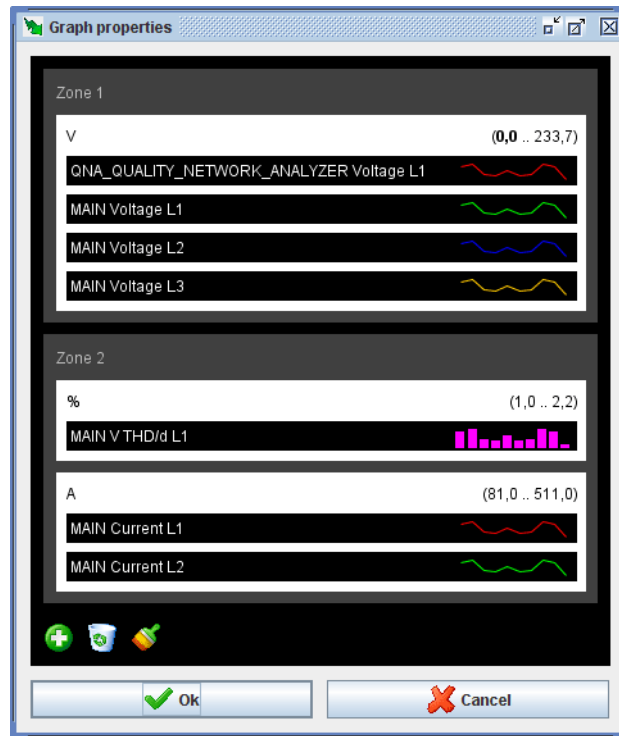 Graph properties
Zone 1
V (0,0 .. 233,7)
QNA_QUALITY_NETWORK_ANALYZER Voltage L1
MAIN Voltage L1
MAIN Voltage L2
MAIN Voltage L3
Zone 2
% (1,0 .. 2,2)
MAIN V THD/d L1
A (81,0 .. 511,0)
MAIN Current L1
MAIN Current L2
Ok Cancel